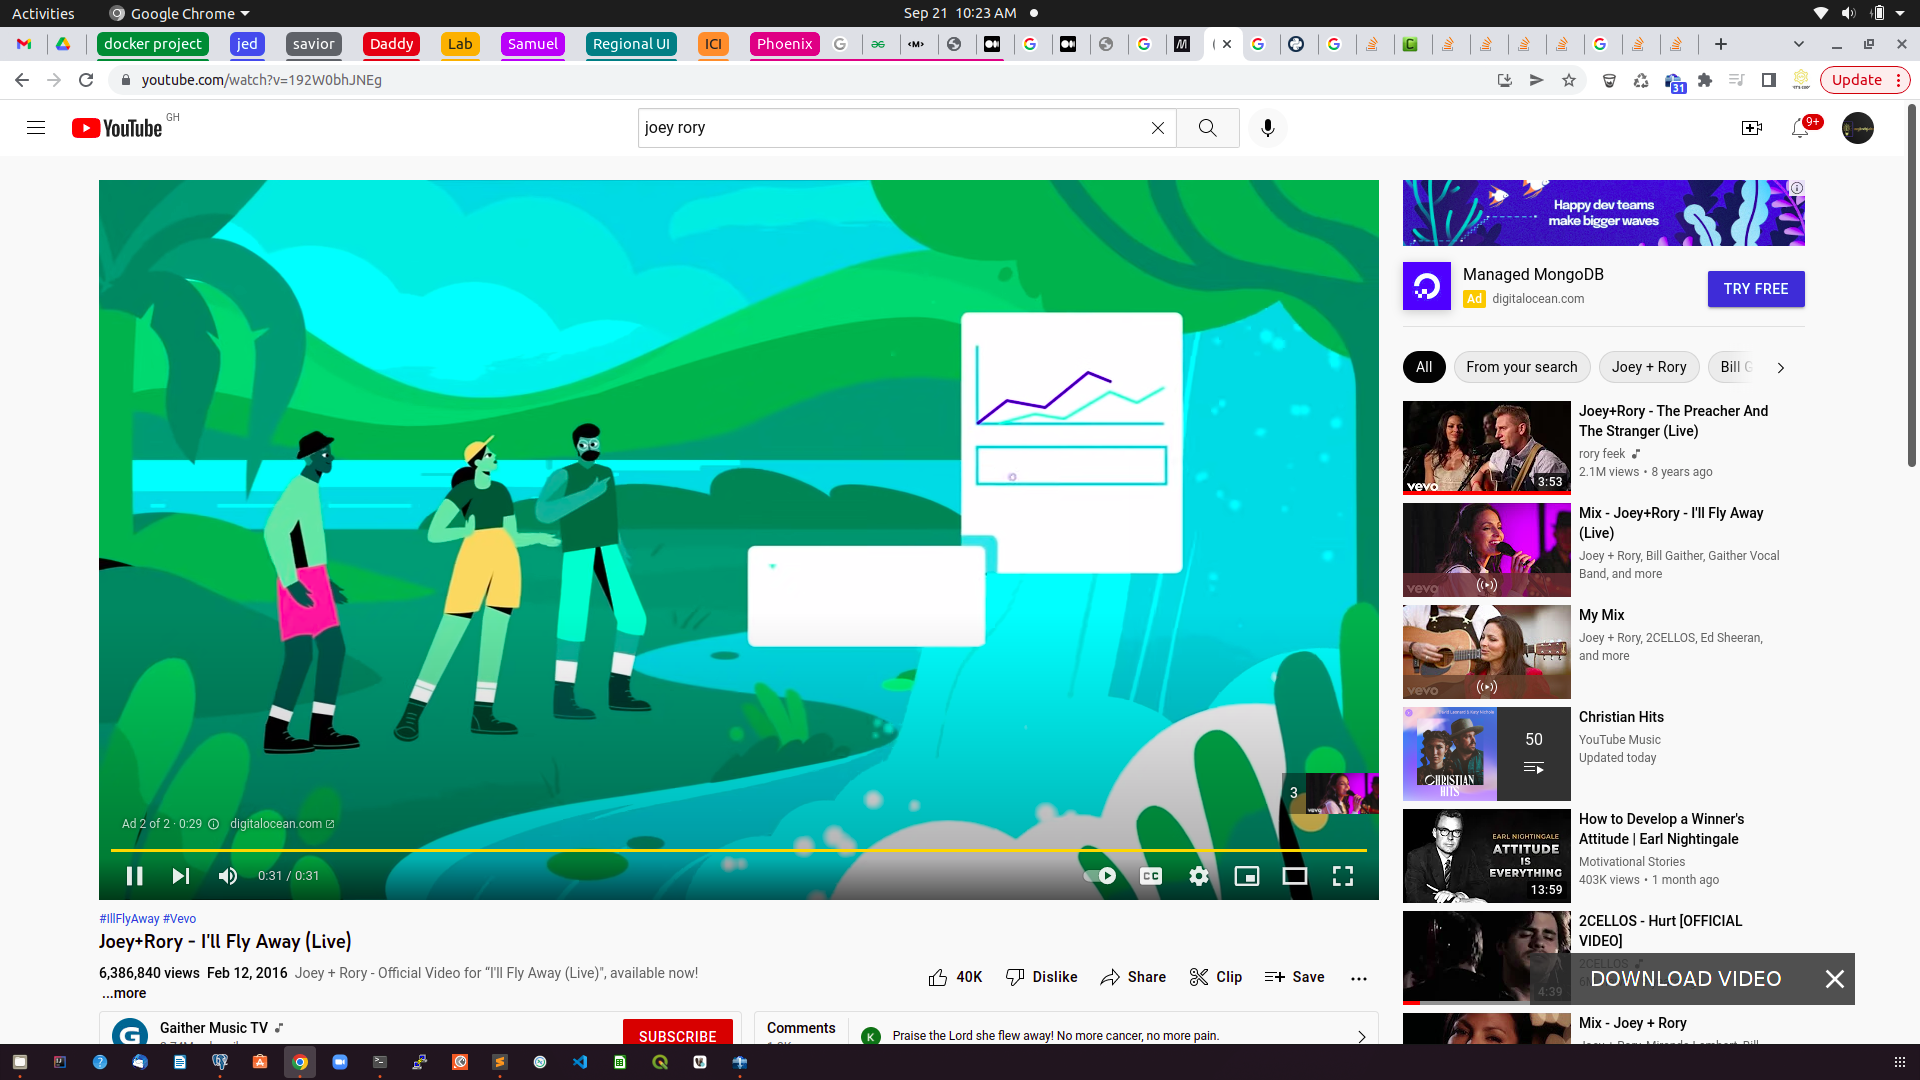 Activities
Google Chrome
Sep 21 10:23 AM
docker project
jed
savior
Daddy
Lab
Samuel
Regional UI
ICI
Phoenix
youtube.com/watch?v=192W0bhJNEg
31
Update
YouTube GH
joey rory
9+
Happy dev teams
make bigger waves
Managed MongoDB
Ad digitalocean.com
TRY FREE
All
From your search
Joey + Rory
Bill G
Joey+Rory - The Preacher And
The Stranger (Live)
rory feek
2.1M views • 8 years ago
vevo
3:53
Mix - Joey+Rory - I'll Fly Away
(Live)
Joey + Rory, Bill Gaither, Gaither Vocal
Band, and more
vevo
My Mix
Joey + Rory, 2CELLOS, Ed Sheeran,
and more
vevo
Christian Hits
YouTube Music
Updated today
50
CHRISTIAN
HITS
How to Develop a Winner's
Attitude | Earl Nightingale
Motivational Stories
403K views • 1 month ago
EARL NIGHTINGALE
ATTITUDE
IS
EVERYTHING
13:59
2CELLOS - Hurt [OFFICIAL
VIDEO]
2CELLOS
4:39
DOWNLOAD VIDEO
Mix - Joey + Rory
3
Ad 2 of 2 · 0:29
digitalocean.com
0:31 / 0:31
CC
#IllFlyAway #Vevo
Joey+Rory - I'll Fly Away (Live)
6,386,840 views Feb 12, 2016 Joey + Rory - Official Video for “I'll Fly Away (Live)", available now!
...more
40K
Dislike
Share
Clip
Save
G
Gaither Music TV
SUBSCRIBE
Comments
K
Praise the Lord she flew away! No more cancer, no more pain.